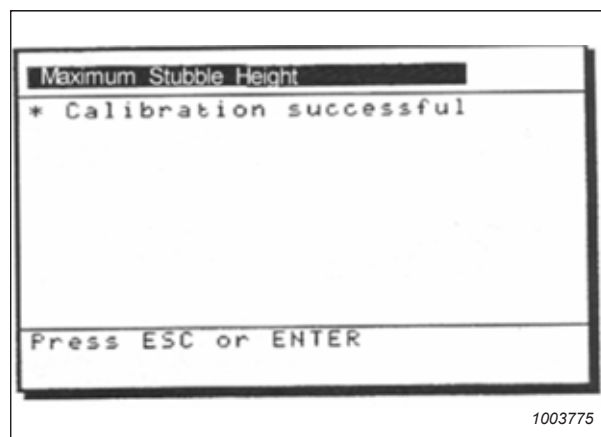 Maximum Stubble Height
* Calibration successful
Press ESC or ENTER
1003775